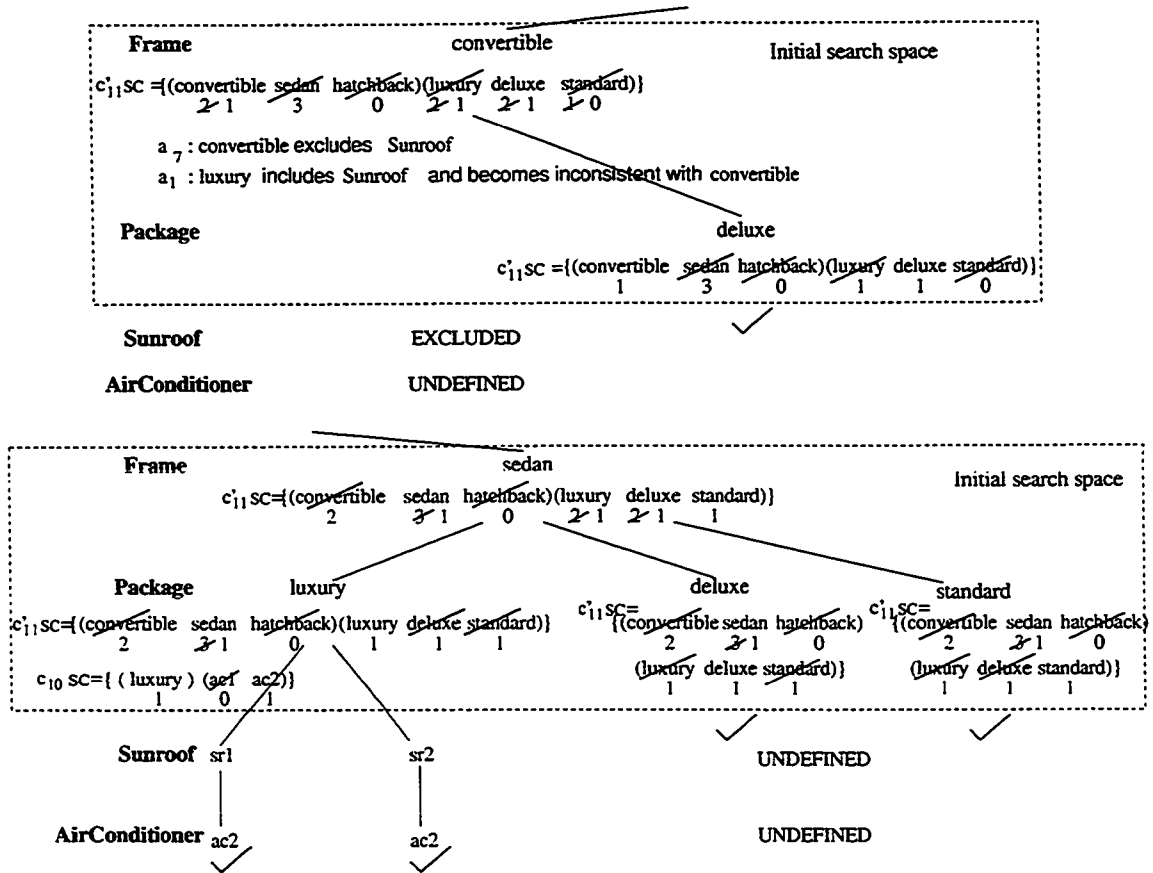 Frame convertible Initial search space
c'11SC ={(convertible sedan hatchback)(luxury deluxe standard)}
2 1 3 0 2 1 2 1 1 0
a 7 : convertible excludes Sunroof
a1 : luxury includes Sunroof and becomes inconsistent with convertible
Package deluxe
c'11SC ={(convertible sedan hatchback)(luxury deluxe standard)}
1 3 0 1 1 0
Sunroof EXCLUDED
AirConditioner UNDEFINED
Frame sedan Initial search space
c'11SC={(convertible sedan hatchback)(luxury deluxe standard)}
2 3 1 0 2 1 2 1 1
Package luxury deluxe standard
c'11SC={(convertible sedan hatchback)(luxury deluxe standard)} c'11SC= c'11SC=
{(convertible sedan hatchback) {(convertible sedan hatchback)
2 3 1 0 1 1 1 2 3 1 0 2 3 1 0
c10 SC={ ( luxury ) (ac1 ac2)} (luxury deluxe standard)} (luxury deluxe standard)}
1 0 1 1 1 1 1 1 1
Sunroof sr1 sr2 UNDEFINED
AirConditioner ac2 ac2 UNDEFINED